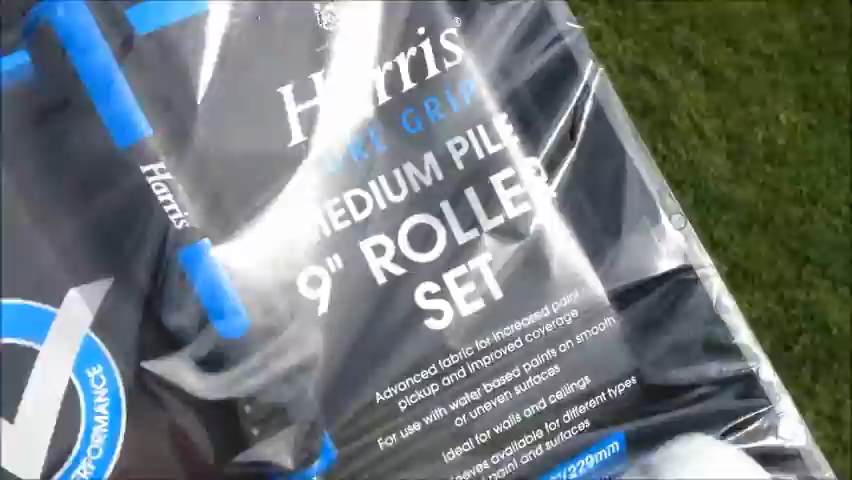 Harris
GRIP
MEDIUM PILE
9" ROLLER
SET
Harris
Advanced fabric for increased paint
pickup and improved coverage
For use with water based paints on smooth
or uneven surfaces
Ideal for walls and ceilings
available for different types
paint and surfaces
/229mm